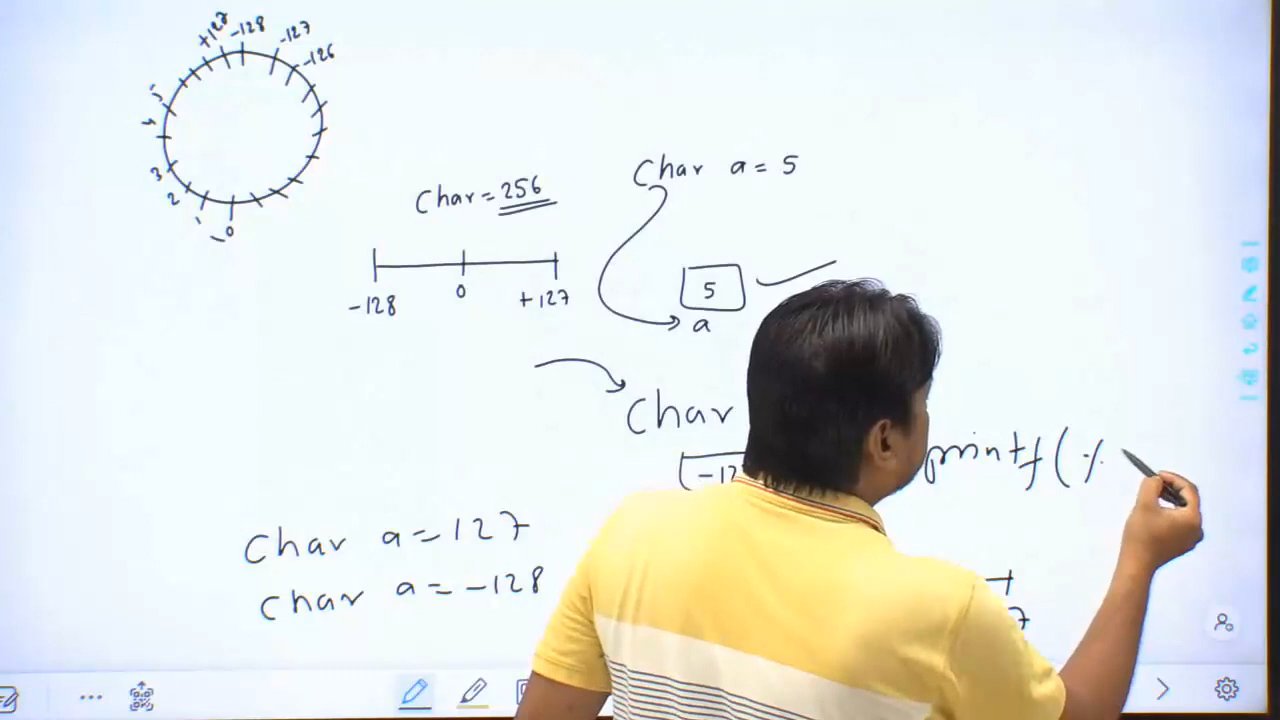 +127 -128 -127
-126
5
4
3
2
1
0
Char = 256
-128 0 +127
Char a = 5
5
a
Char
printf( %
Char a = 127
Char a = -128